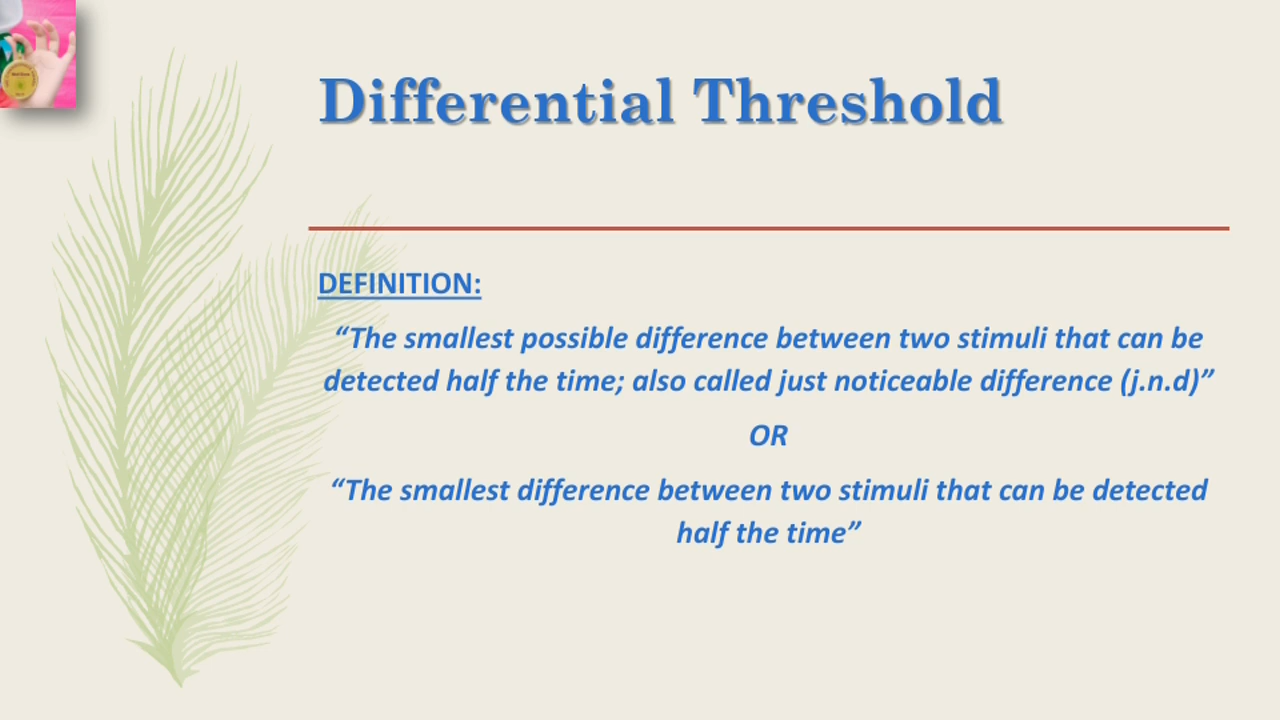 Differential Threshold
DEFINITION:
“The smallest possible difference between two stimuli that can be
detected half the time; also called just noticeable difference (j.n.d)”
OR
“The smallest difference between two stimuli that can be detected
half the time”